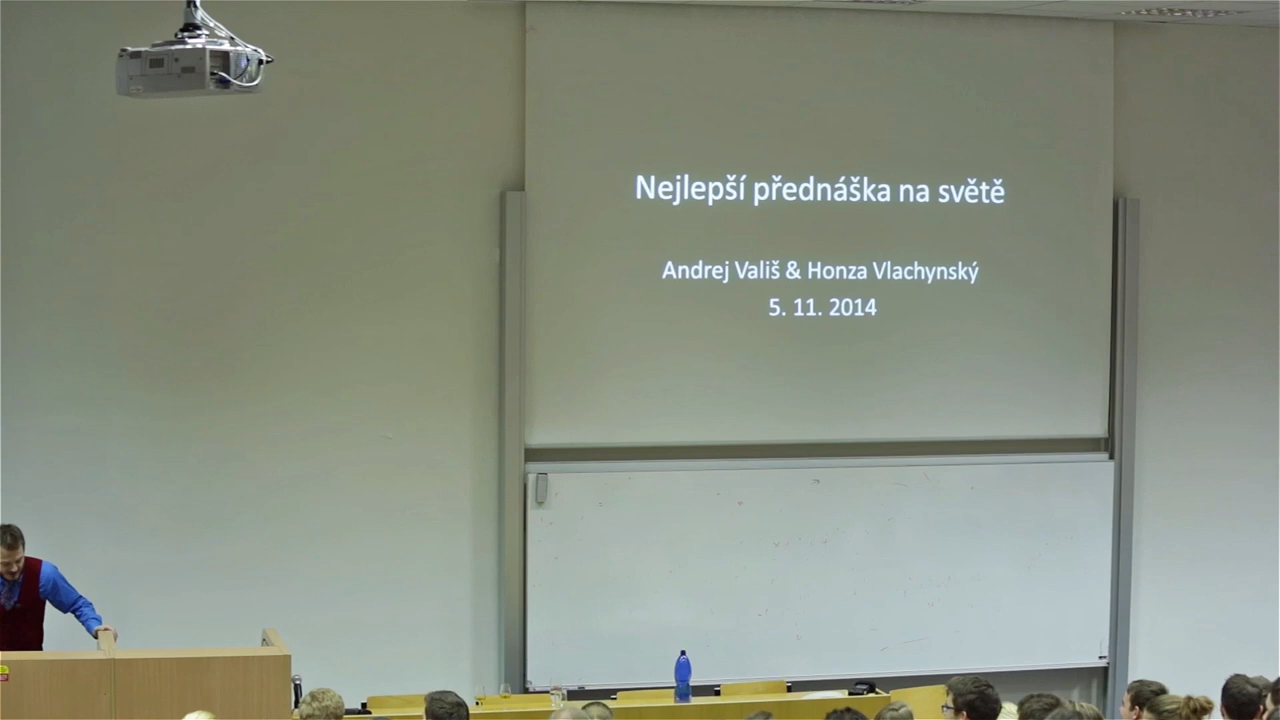 Nejlepší přednáška na světě
Andrej Vališ & Honza Vlachynský
5. 11. 2014